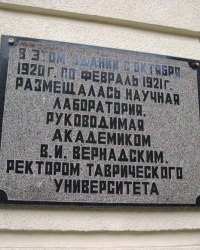 В ЭТОМ ЗДАНИИ С ОКТЯБРЯ
1920 Г. ПО ФЕВРАЛЬ 1921 Г.
РАЗМЕЩАЛАСЬ НАУЧНАЯ
ЛАБОРАТОРИЯ,
РУКОВОДИМАЯ
АКАДЕМИКОМ
В.И. ВЕРНАДСКИМ,
РЕКТОРОМ ТАВРИЧЕСКОГО
УНИВЕРСИТЕТА